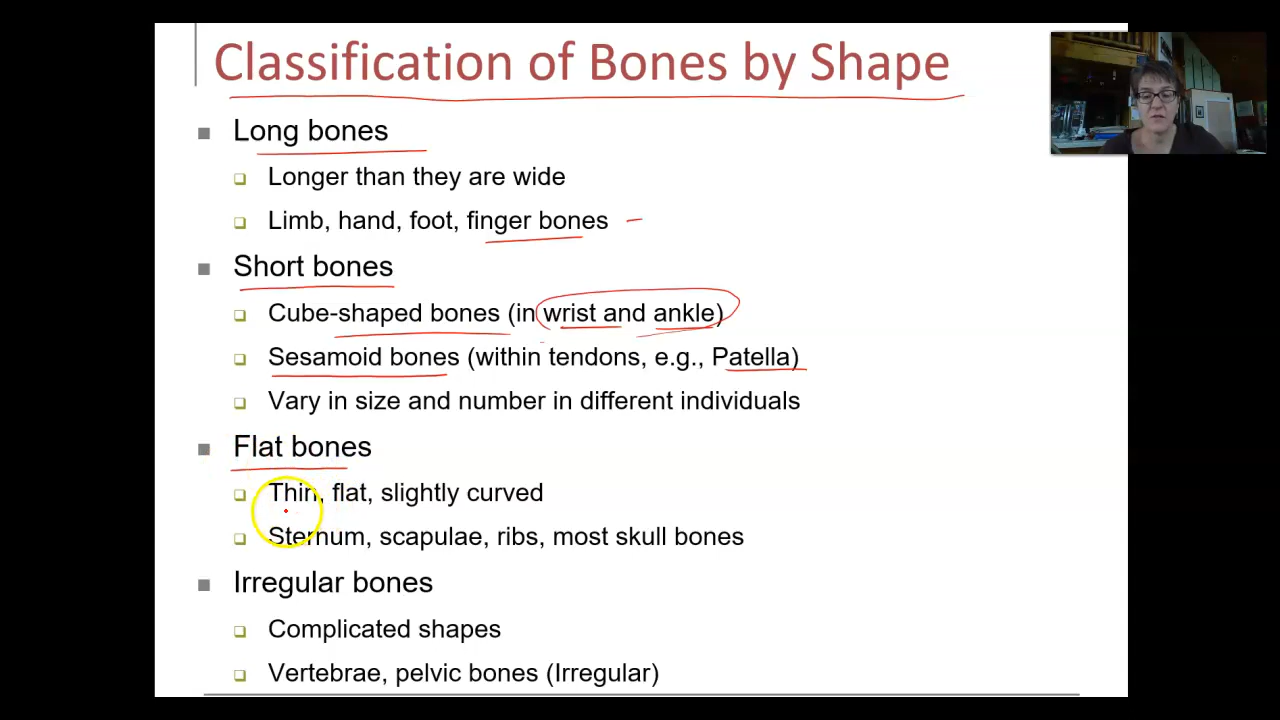 Classification of Bones by Shape
Long bones
Longer than they are wide
Limb, hand, foot, finger bones
Short bones
Cube-shaped bones (in wrist and ankle)
Sesamoid bones (within tendons, e.g., Patella)
Vary in size and number in different individuals
Flat bones
Thin, flat, slightly curved
Sternum, scapulae, ribs, most skull bones
Irregular bones
Complicated shapes
Vertebrae, pelvic bones (Irregular)